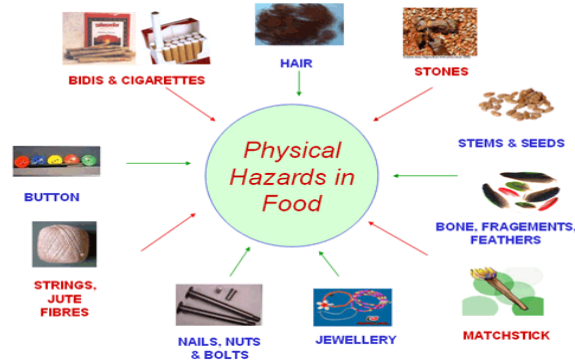 HAIR
BIDIS & CIGARETTES
STONES
STEMS & SEEDS
Physical
Hazards in
Food
BUTTON
BONE, FRAGEMENTS,
FEATHERS
STRINGS,
JUTE
FIBRES
NAILS, NUTS
& BOLTS
JEWELLERY
MATCHSTICK